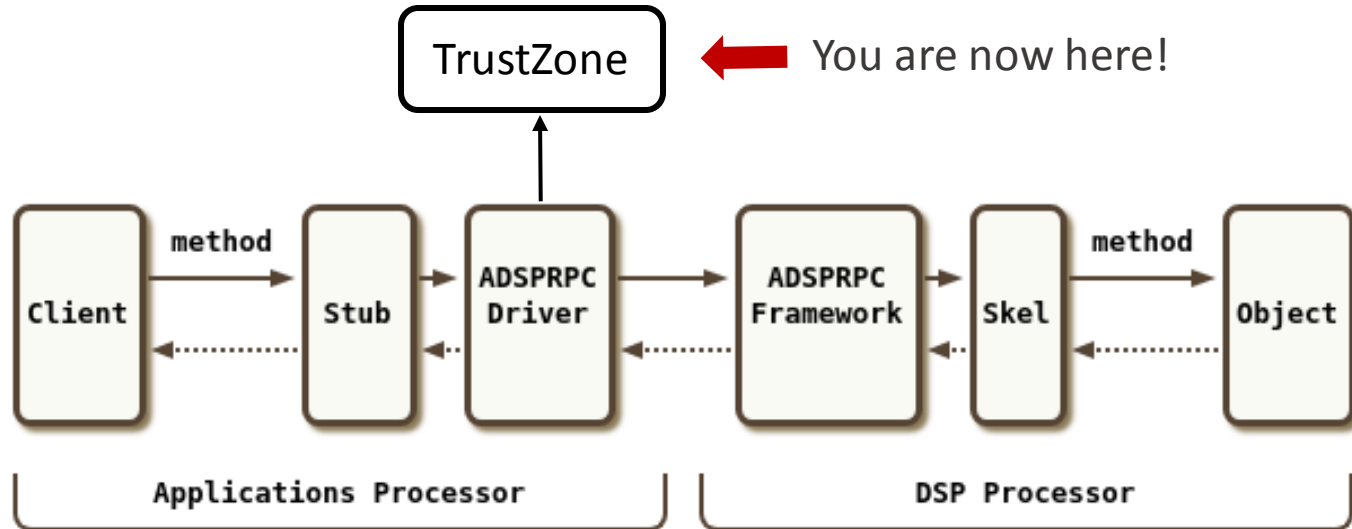 TrustZone
You are now here!
method
method
Client
Stub
ADSPRPC
Driver
ADSPRPC
Framework
Skel
Object
Applications Processor
DSP Processor